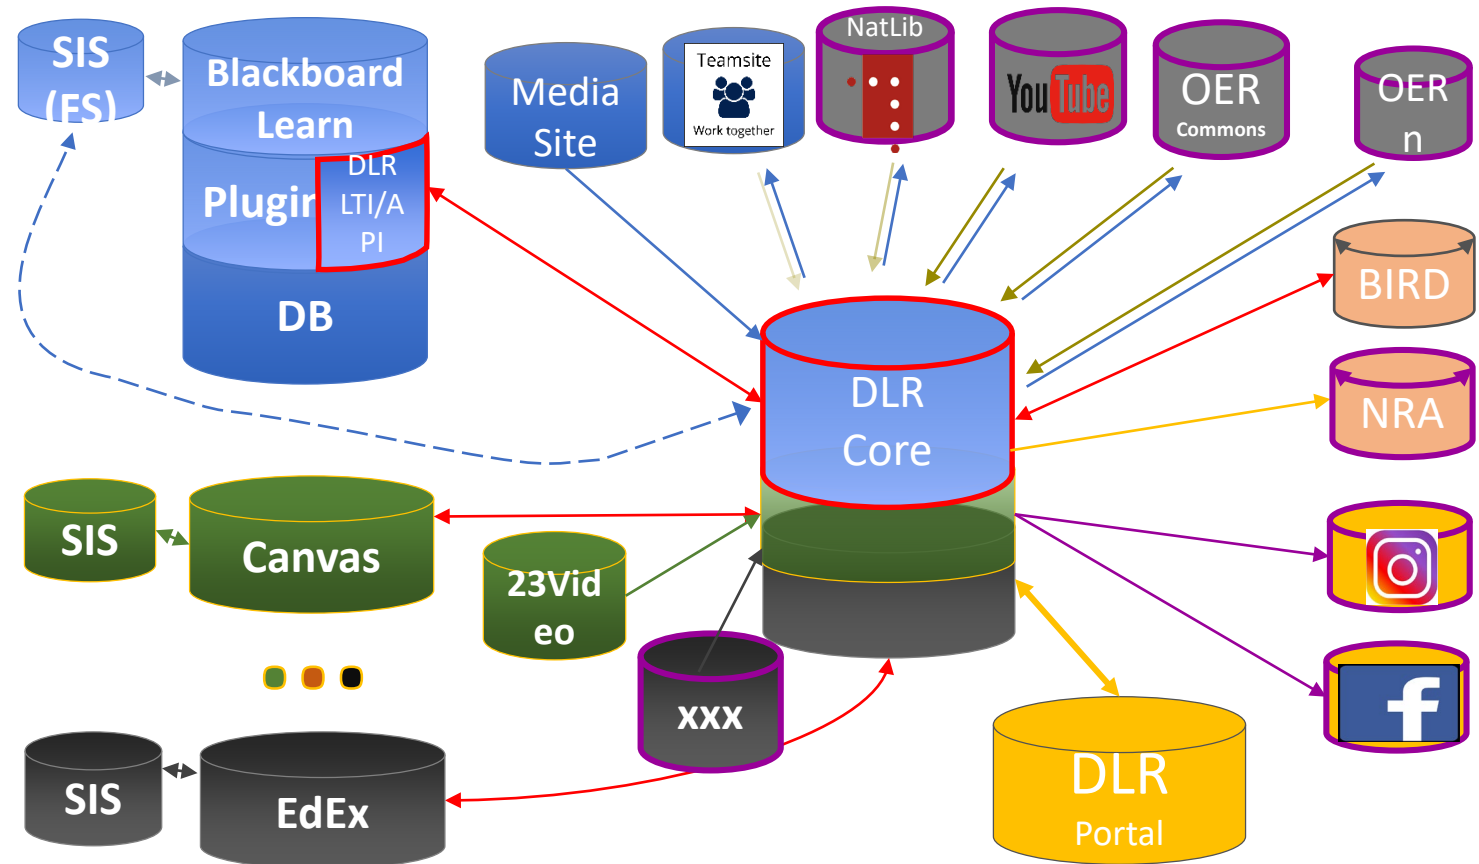 SIS
(FS)
Blackboard
Learn
Plugin
DLR
LTI/A
PI
DB
Media
Site
Teamsite
Work together
NatLib
YouTube
OER
Commons
OER
n
BIRD
NRA
DLR
Core
SIS
Canvas
23Vid
eo
xxx
SIS
EdEx
DLR
Portal
f